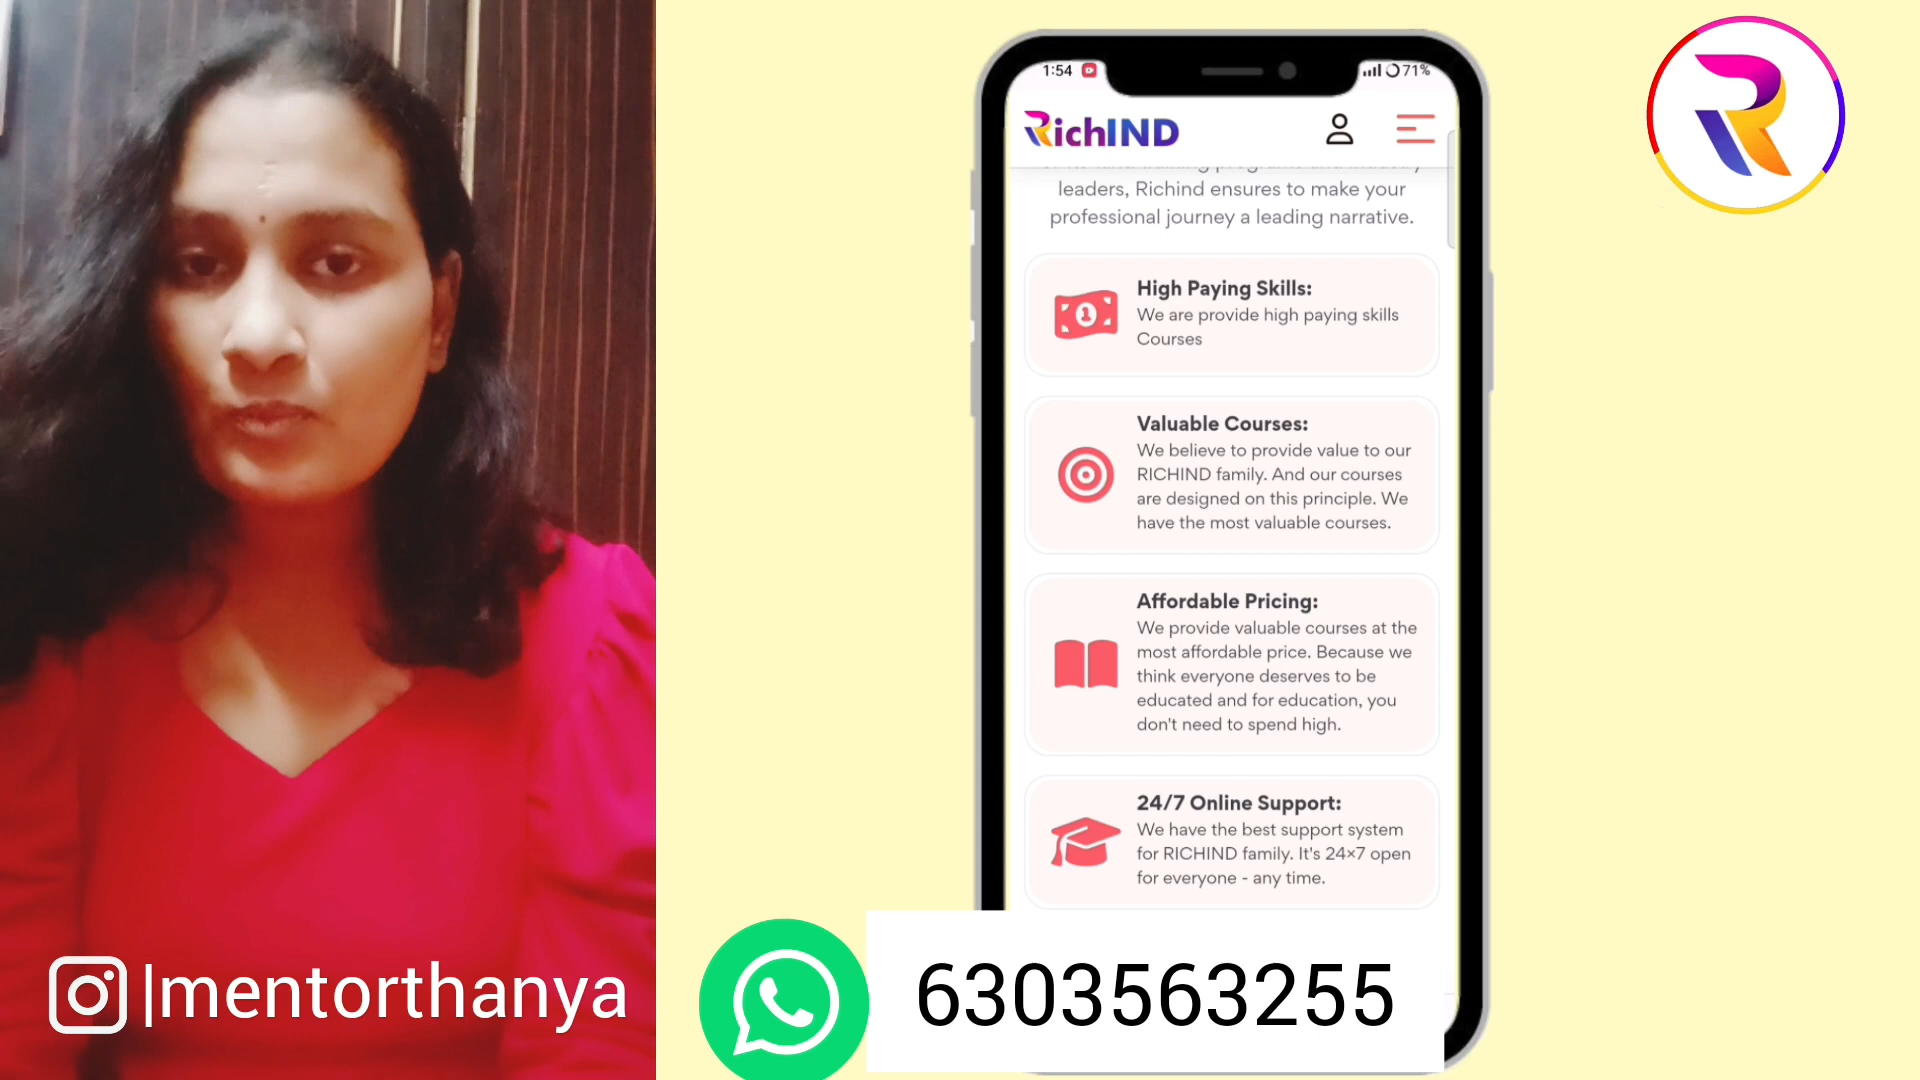 |mentorthanya
1:54
71%
RichIND
leaders, Richind ensures to make your
professional journey a leading narrative.
High Paying Skills:
We are provide high paying skills
Courses
Valuable Courses:
We believe to provide value to our
RICHIND family. And our courses
are designed on this principle. We
have the most valuable courses.
Affordable Pricing:
We provide valuable courses at the
most affordable price. Because we
think everyone deserves to be
educated and for education, you
don't need to spend high.
24/7 Online Support:
We have the best support system
for RICHIND family. It's 24×7 open
for everyone - any time.
6303563255
R